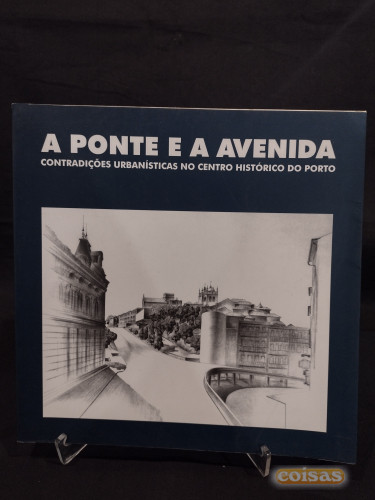 A PONTE E A AVENIDA
CONTRADIÇÕES URBANÍSTICAS NO CENTRO HISTÓRICO DO PORTO
coisas